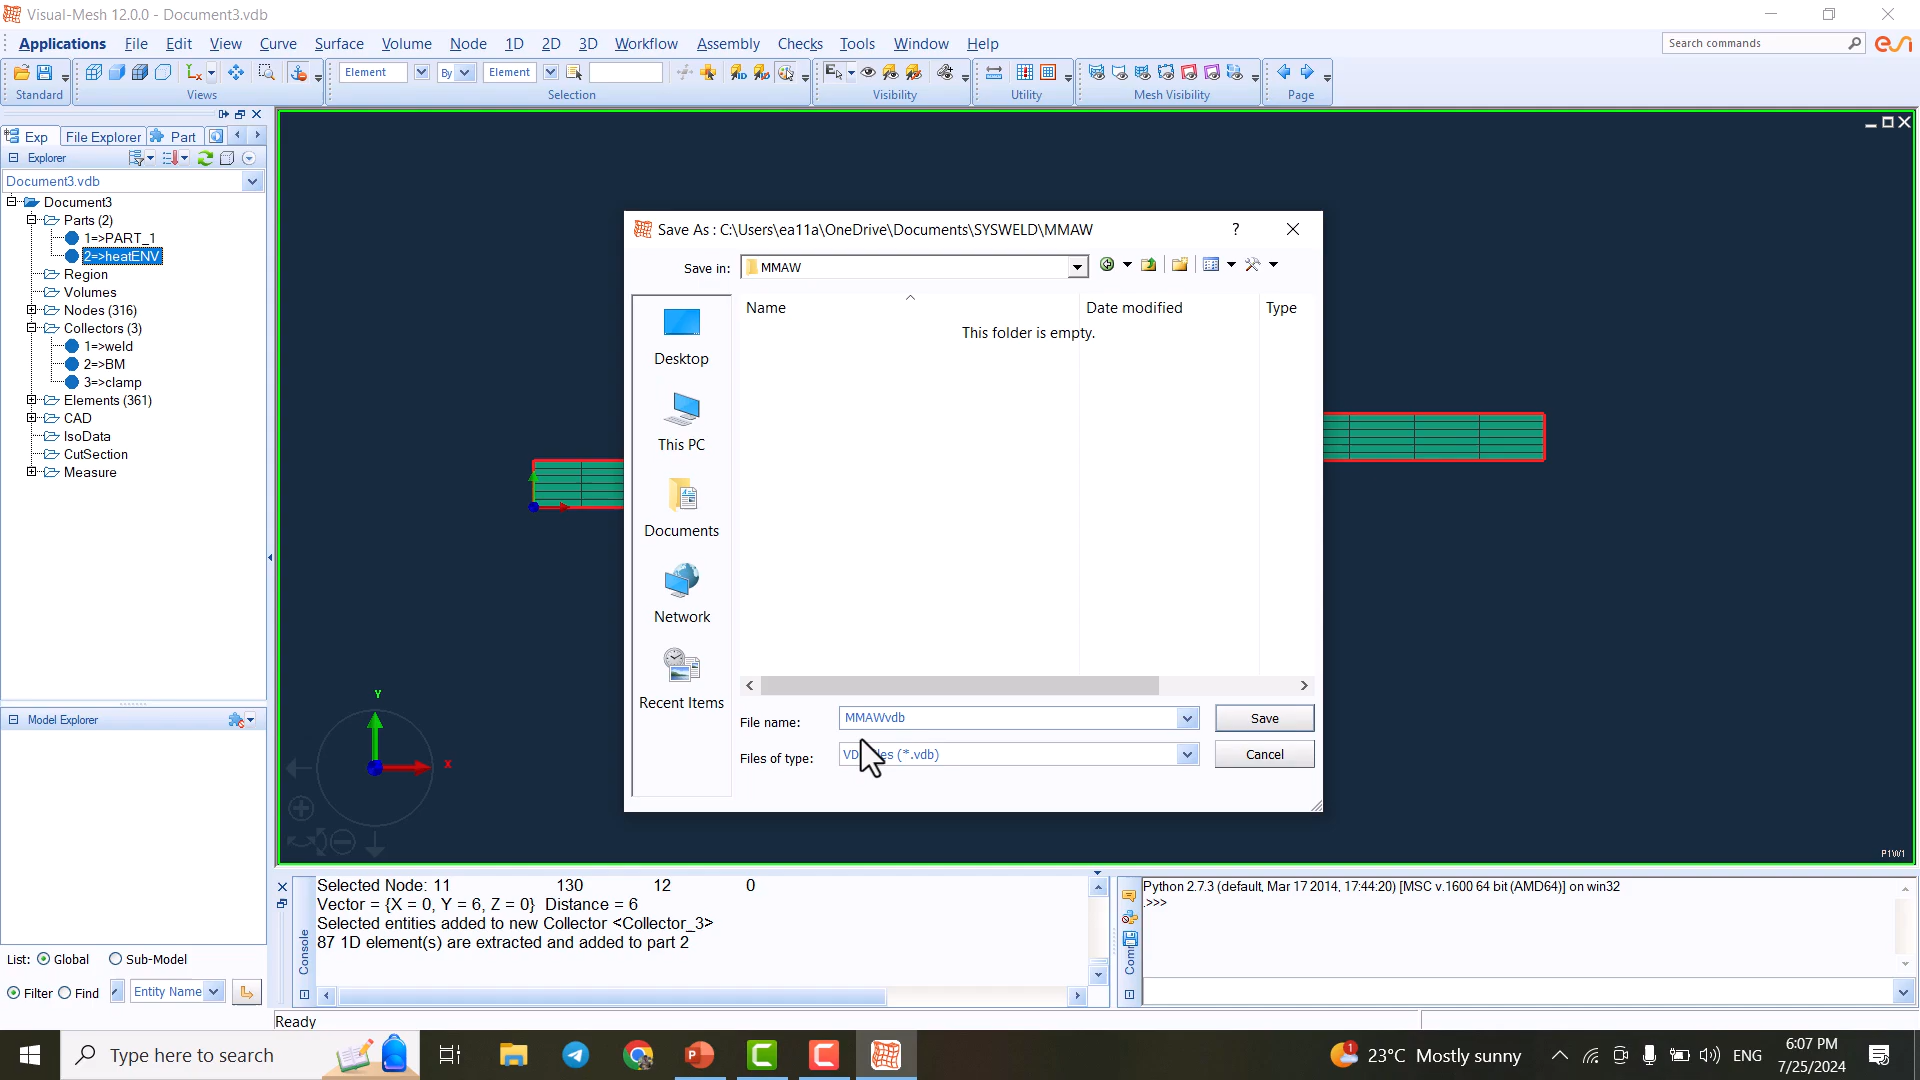 Visual-Mesh 12.0.0 - Document3.vdb
Applications File Edit View Curve Surface Volume Node 1D 2D 3D Workflow Assembly Checks Tools Window Help
Search commands
esi
Element By Element
Standard Views Selection Visibility Utility Mesh Visibility Page
Exp File Explorer Part
Explorer
Document3.vdb
Document3
Parts (2)
1=>PART_1
2=>heatENV
Region
Volumes
Nodes (316)
Collectors (3)
1=>weld
2=>BM
3=>clamp
Elements (361)
CAD
IsoData
CutSection
Measure
Model Explorer
List: Global Sub-Model
Filter Find Entity Name
Save As : C:\Users\ea11a\OneDrive\Documents\SYSWELD\MMAW
?
Save in: MMAW
Name Date modified Type
This folder is empty.
Desktop
This PC
Documents
Network
Recent Items
File name: MMAWvdb Save
Files of type: (*.vdb) Cancel
Y
X
P1W1
Console
Selected Node: 11 130 12 0
Vector = {X = 0, Y = 6, Z = 0} Distance = 6
Selected entities added to new Collector <Collector_3>
87 1D element(s) are extracted and added to part 2
Python 2.7.3 (default, Mar 17 2014, 17:44:20) [MSC v.1600 64 bit (AMD64)] on win32
.>>>
Ready
Type here to search
1
23°C Mostly sunny
ENG
6:07 PM
7/25/2024